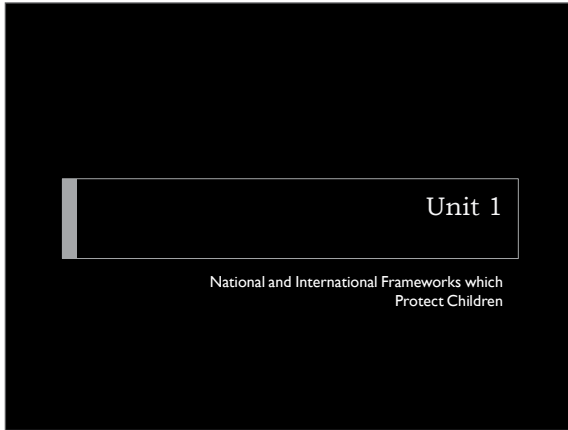 Unit 1
National and International Frameworks which
Protect Children